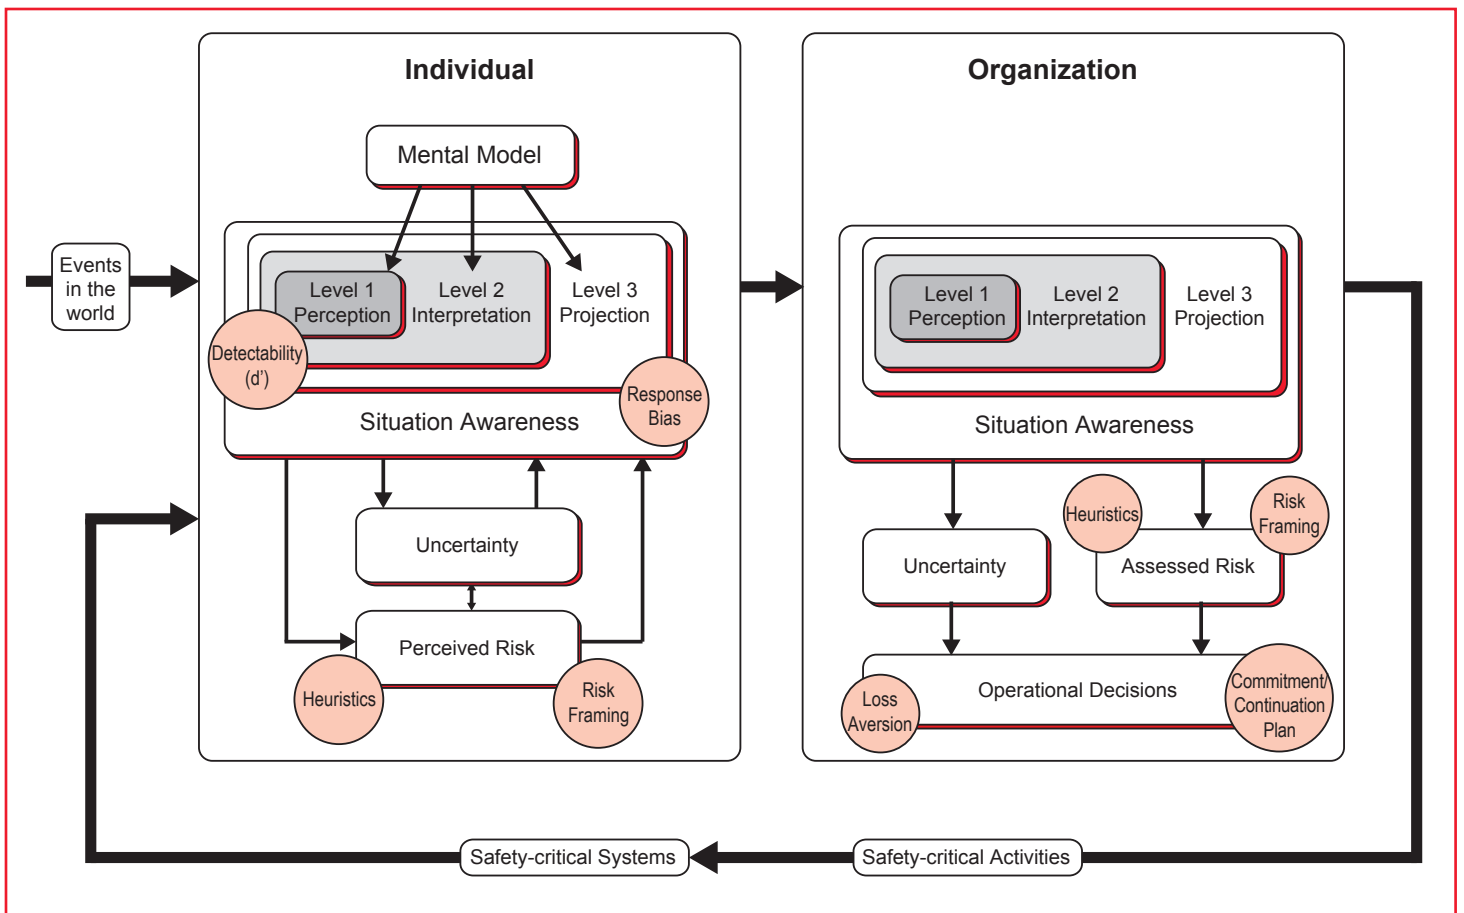 Individual
Mental Model
Events
in the
world
Level 1
Perception
Level 2
Interpretation
Level 3
Projection
Detectability
(d')
Response
Bias
Situation Awareness
Uncertainty
Perceived Risk
Heuristics
Risk
Framing
Organization
Level 1
Perception
Level 2
Interpretation
Level 3
Projection
Situation Awareness
Heuristics
Risk
Framing
Uncertainty
Assessed Risk
Operational Decisions
Loss
Aversion
Commitment/
Continuation
Plan
Safety-critical Systems
Safety-critical Activities